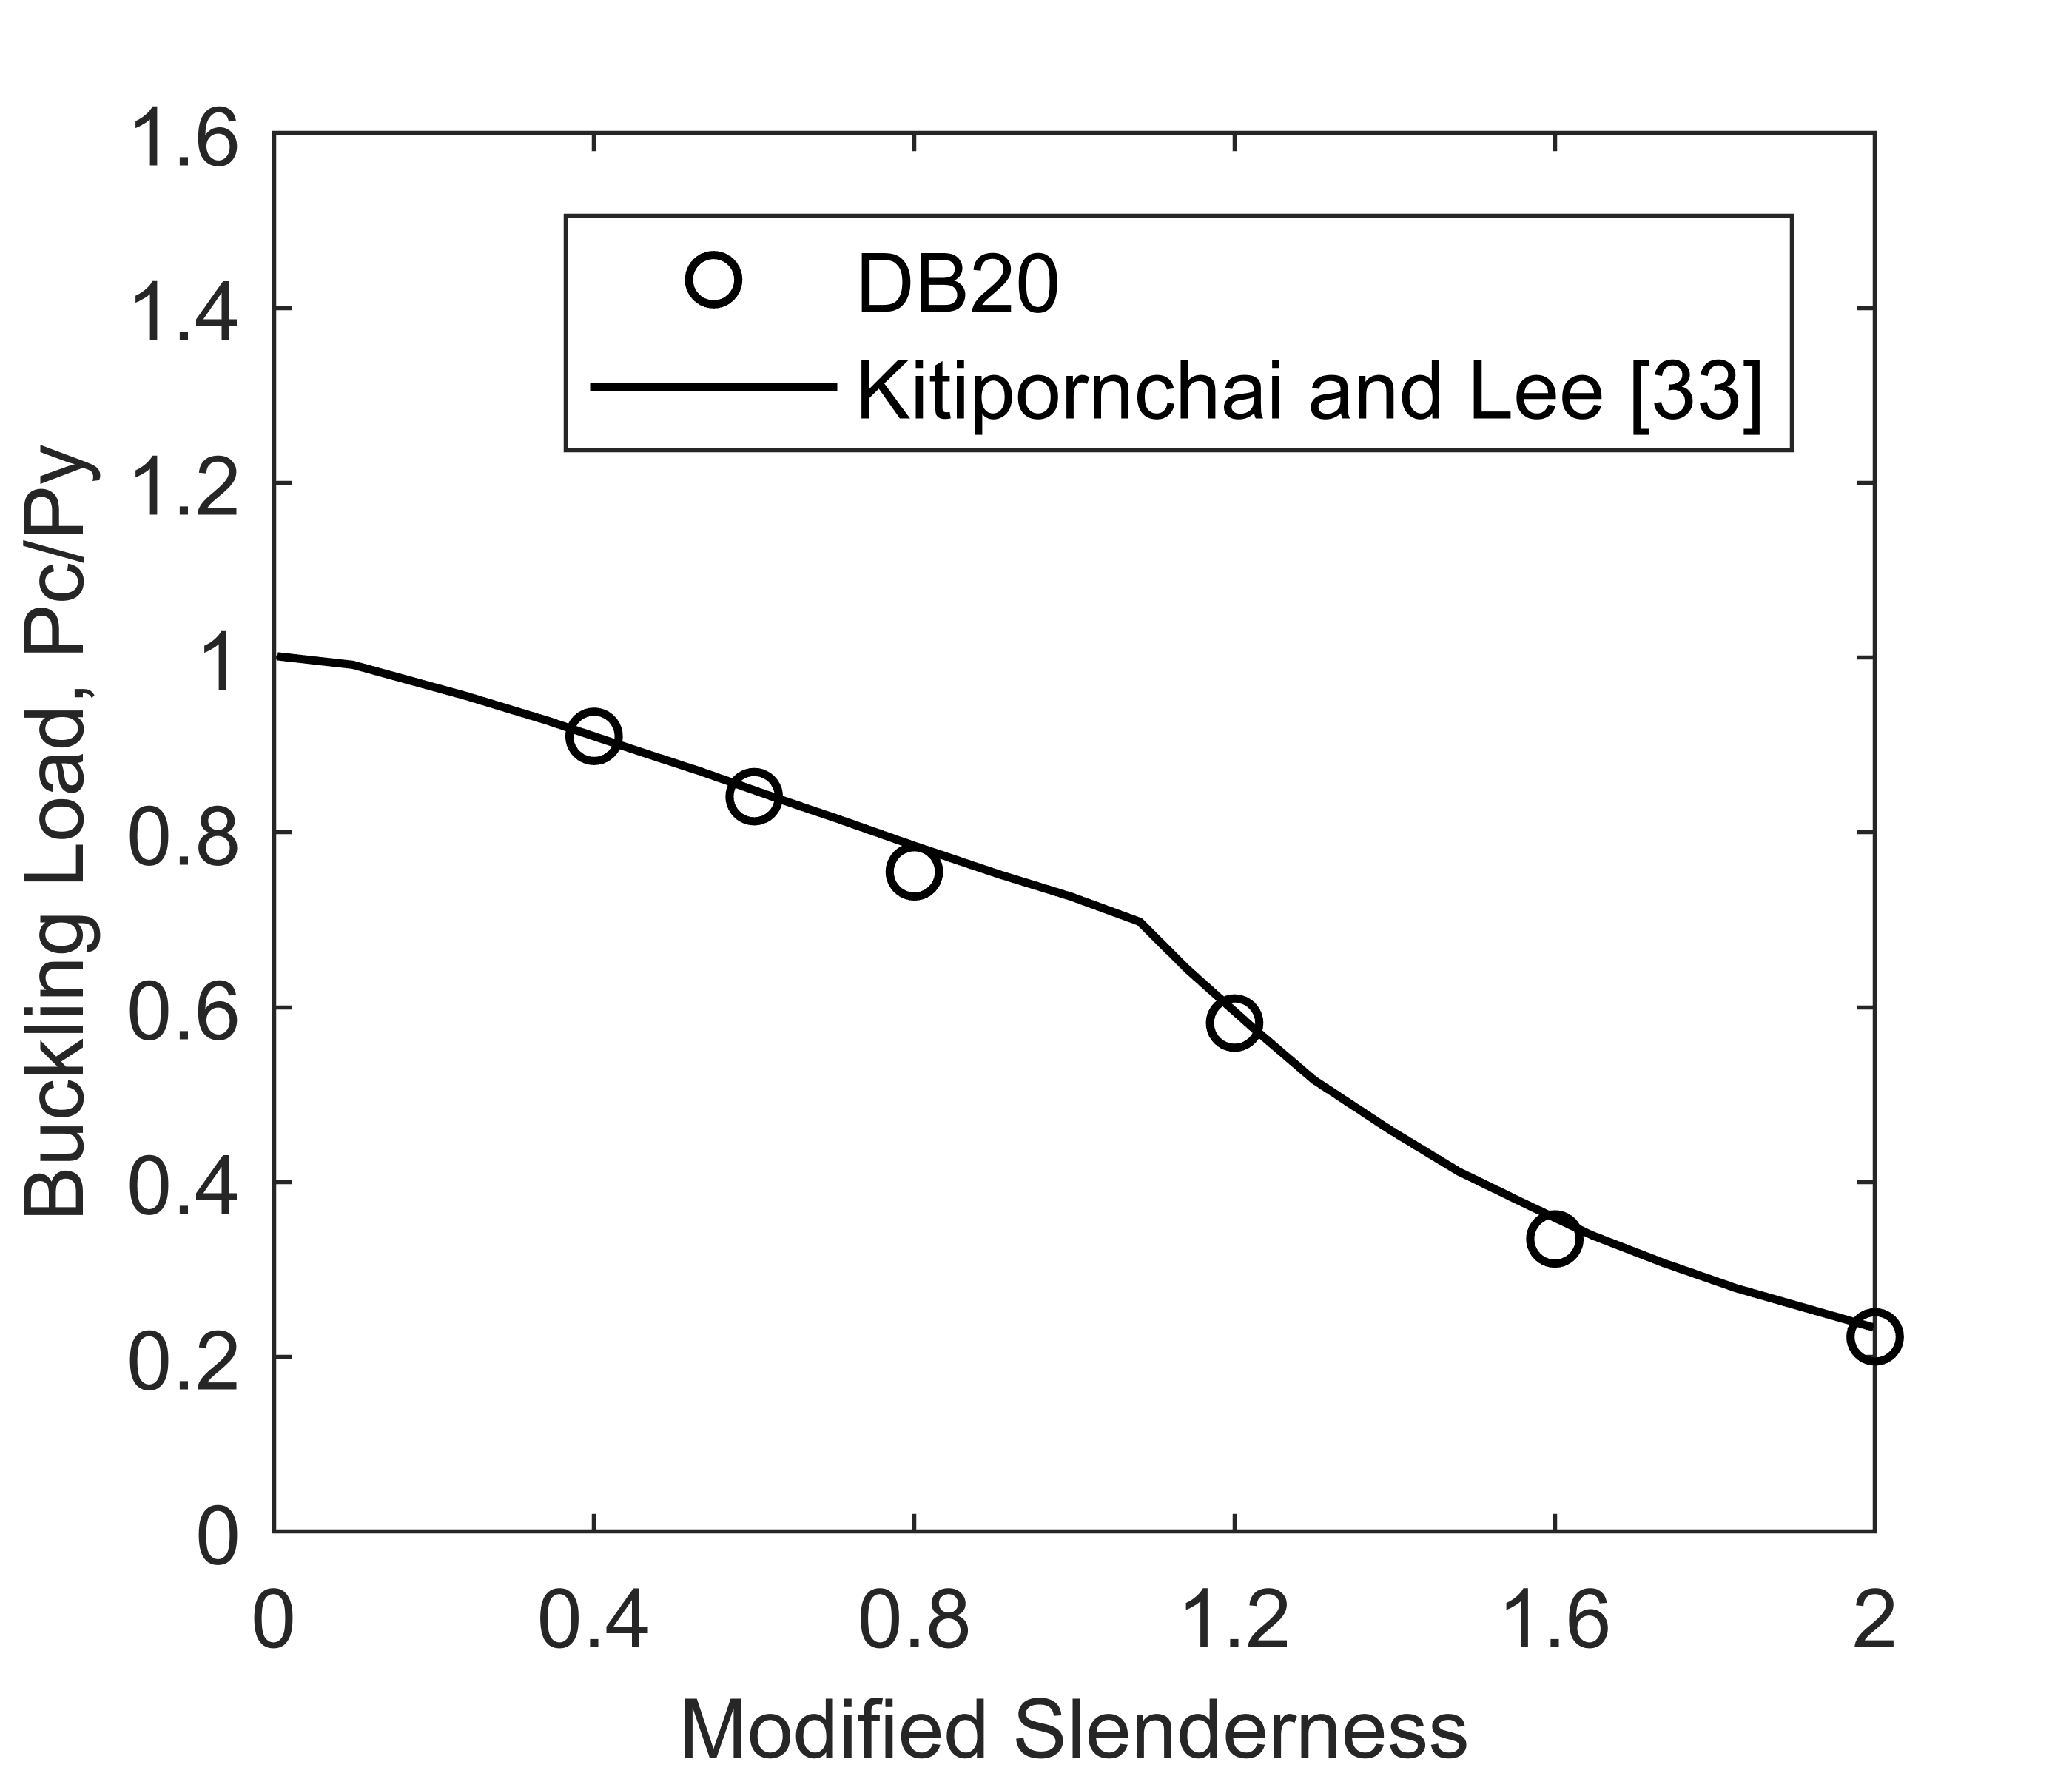 1.6
1.4
1.2
1
0.8
0.6
0.4
0.2
0
Buckling Load, Pc/Py
DB20
Kitipornchai and Lee [33]
0 0.4 0.8 1.2 1.6 2
Modified Slenderness